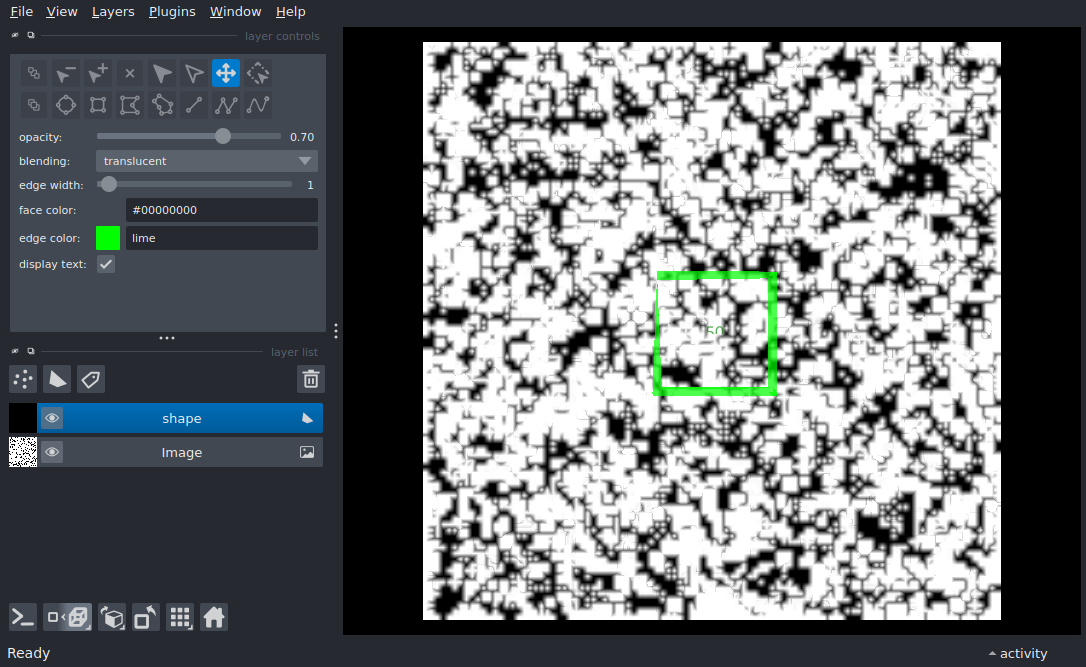 File View Layers Plugins Window Help
layer controls
opacity: 0.70
blending: translucent
edge width: 1
face color: #00000000
edge color: lime
display text:
layer list
shape
Image
Ready
activity